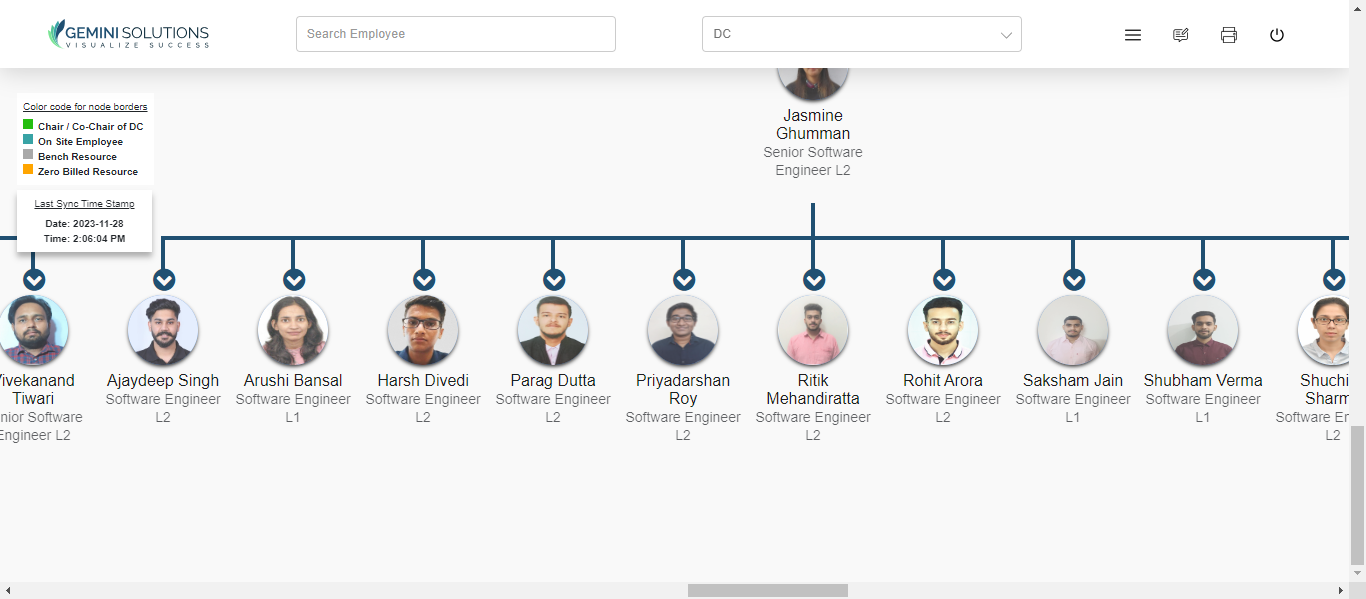 GEMINI SOLUTIONS
VISUALIZE SUCCESS
Search Employee
DC
Color code for node borders
Chair / Co-Chair of DC
On Site Employee
Bench Resource
Zero Billed Resource
Last Sync Time Stamp
Date: 2023-11-28
Time: 2:06:04 PM
Jasmine
Ghumman
Senior Software
Engineer L2
Vivekanand
Tiwari
nior Software
Engineer L2
Ajaydeep Singh
Software Engineer
L2
Arushi Bansal
Software Engineer
L1
Harsh Divedi
Software Engineer
L2
Parag Dutta
Software Engineer
L2
Priyadarshan
Roy
Software Engineer
L2
Ritik
Mehandiratta
Software Engineer
L2
Rohit Arora
Software Engineer
L2
Saksham Jain
Software Engineer
L1
Shubham Verma
Software Engineer
L1
Shuchi
Sharm
Software En
L2